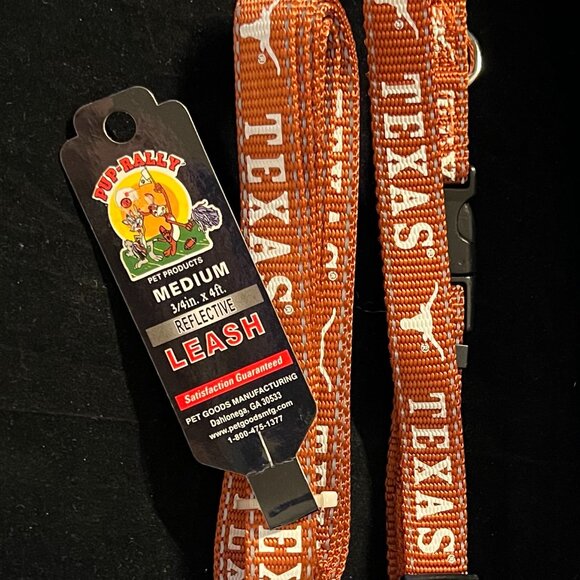 PUP-RALLY
PET PRODUCTS
MEDIUM
3/4in. x 4ft.
REFLECTIVE
LEASH
Satisfaction Guaranteed
PET GOODS MANUFACTURING
Dahlonega, GA 30533
www.petgoodsmfg.com
1-800-475-1377
TEXAS®
TEXAS®
TEXAS